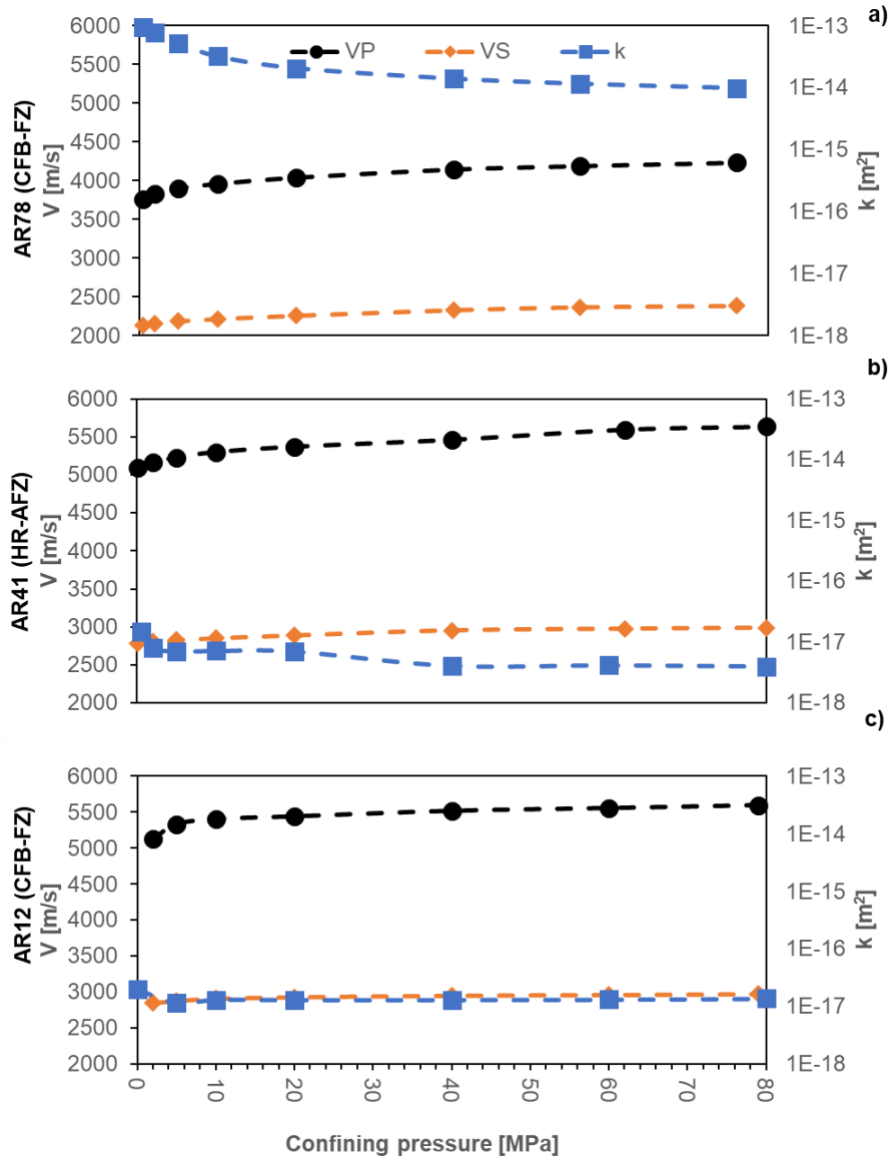 a)
VP VS k
6000
5500
5000
4500
4000
3500
3000
2500
2000
AR78 (CFB-FZ)
V [m/s]
1E-13
1E-14
1E-15
1E-16
1E-17
1E-18
k [m²]
b)
6000
5500
5000
4500
4000
3500
3000
2500
2000
AR41 (HR-AFZ)
V [m/s]
1E-13
1E-14
1E-15
1E-16
1E-17
1E-18
k [m²]
c)
6000
5500
5000
4500
4000
3500
3000
2500
2000
AR12 (CFB-FZ)
V [m/s]
1E-13
1E-14
1E-15
1E-16
1E-17
1E-18
k [m²]
0 10 20 30 40 50 60 70 80
Confining pressure [MPa]